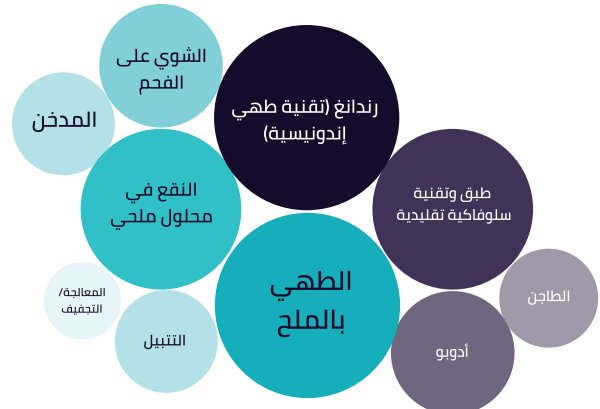 الشوي على
الفحم
رندانغ (تقنية طهي
إندونيسية)
المدخن
النقع في
محلول ملحي
طبق وتقنية
سلوفاكية تقليدية
الطهي
بالملح
المعالجة/
التجفيف
الطاجن
التتبيل
أدوبو